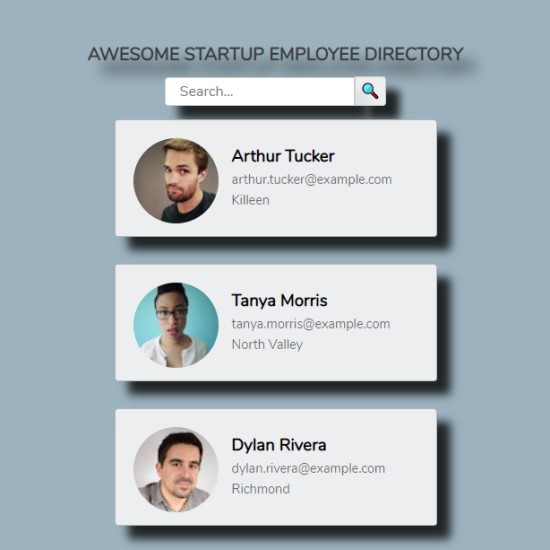 AWESOME STARTUP EMPLOYEE DIRECTORY
Search...
Arthur Tucker
arthur.tucker@example.com
Killeen
Tanya Morris
tanya.morris@example.com
North Valley
Dylan Rivera
dylan.rivera@example.com
Richmond